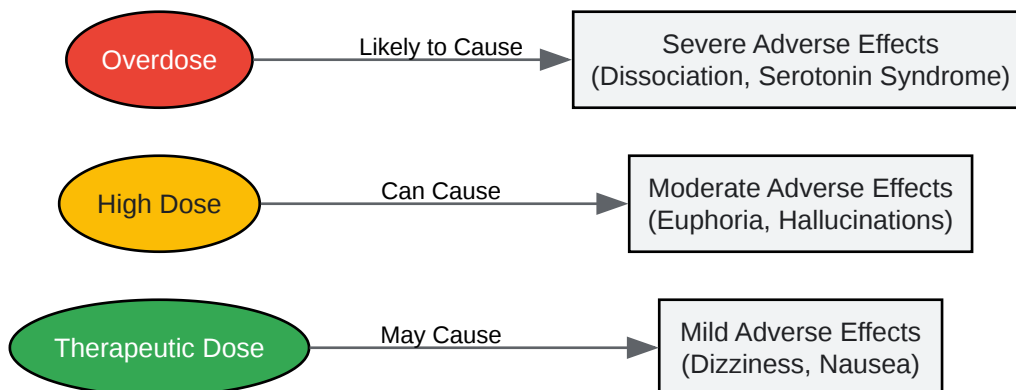 Overdose
Likely to Cause
Severe Adverse Effects
(Dissociation, Serotonin Syndrome)
High Dose
Can Cause
Moderate Adverse Effects
(Euphoria, Hallucinations)
Therapeutic Dose
May Cause
Mild Adverse Effects
(Dizziness, Nausea)